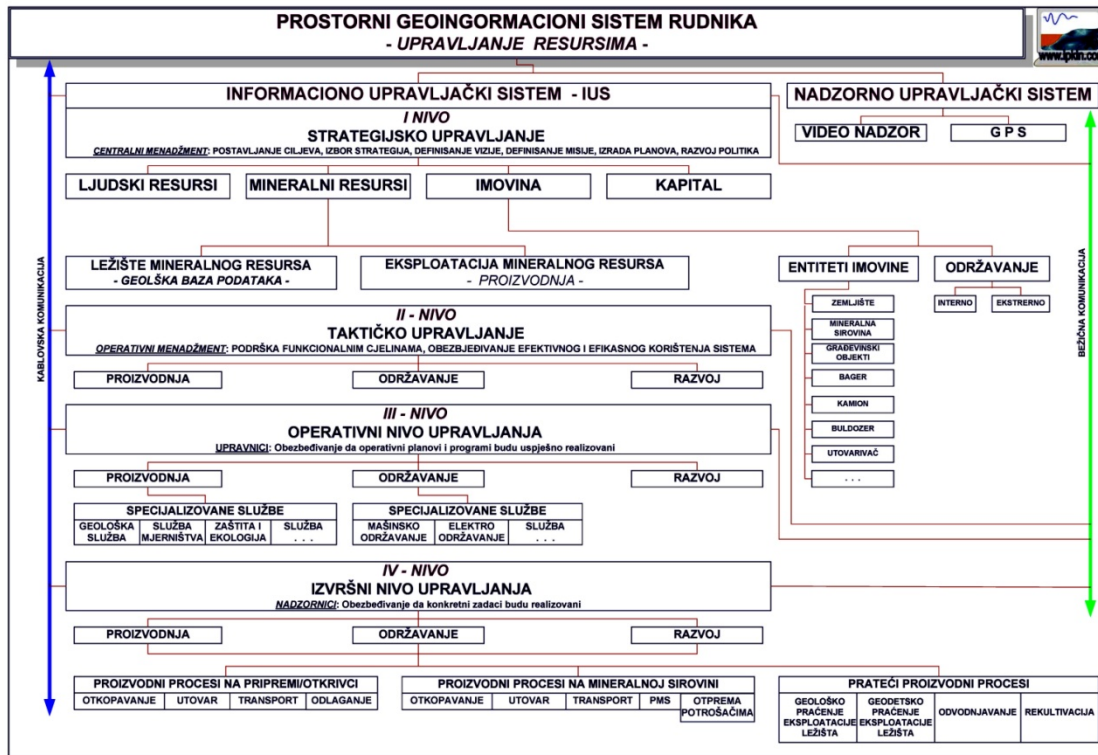 PROSTORNI GEOINGORMACIONI SISTEM RUDNIKA
- UPRAVLJANJE RESURSIMA -
www.ipkin.com
INFORMACIONO UPRAVLJAČKI SISTEM - IUS
NADZORNO UPRAVLJAČKI SISTEM
I NIVO
STRATEGIJSKO UPRAVLJANJE
CENTRALNI MENADŽMENT: POSTAVLJANJE CILJEVA, IZBOR STRATEGIJA, DEFINISANJE VIZIJE, DEFINISANJE MISIJE, IZRADA PLANOVA, RAZVOJ POLITIKA
VIDEO NADZOR
G P S
LJUDSKI RESURSI
MINERALNI RESURSI
IMOVINA
KAPITAL
LEŽIŠTE MINERALNOG RESURSA
- GEOLŠKA BAZA PODATAKA -
EKSPLOATACIJA MINERALNOG RESURSA
- PROIZVODNJA -
ENTITETI IMOVINE
ODRŽAVANJE
ZEMLJIŠTE
MINERALNA
SIROVINA
GRAĐEVINSKI
OBJEKTI
BAGER
KAMION
BULDOZER
UTOVARIVAČ
. . .
INTERNO
EKSTRERNO
KABLOVSKA KOMUNIKACIJA
BEŽIČNA KOMUNIKACIJA
II - NIVO
TAKTIČKO UPRAVLJANJE
OPERATIVNI MENADŽMENT: PODRŠKA FUNKCIONALNIM CJELINAMA, OBEZBJEĐIVANJE EFEKTIVNOG I EFIKASNOG KORIŠTENJA SISTEMA
PROIZVODNJA
ODRŽAVANJE
RAZVOJ
III - NIVO
OPERATIVNI NIVO UPRAVLJANJA
UPRAVNICI: Obezbeđivanje da operativni planovi i programi budu uspješno realizovani
PROIZVODNJA
ODRŽAVANJE
RAZVOJ
SPECIJALIZOVANE SLUŽBE
GEOLOŠKA
SLUŽBA
SLUŽBA
MJERNIŠTVA
ZAŠTITA I
EKOLOGIJA
SLUŽBA
. . .
SPECIJALIZOVANE SLUŽBE
MAŠINSKO
ODRŽAVANJE
ELEKTRO
ODRŽAVANJE
SLUŽBA
. . .
IV - NIVO
IZVRŠNI NIVO UPRAVLJANJA
NADZORNICI: Obezbeđivanje da konkretni zadaci budu realizovani
PROIZVODNJA
ODRŽAVANJE
RAZVOJ
PROIZVODNI PROCESI NA PRIPREMI/OTKRIVCI
OTKOPAVANJE
UTOVAR
TRANSPORT
ODLAGANJE
PROIZVODNI PROCESI NA MINERALNOJ SIROVINI
OTKOPAVANJE
UTOVAR
TRANSPORT
PMS
OTPREMA
POTROŠAČIMA
PRATEĆI PROIZVODNI PROCESI
GEOLOŠKO
PRAĆENJE
EKSPLOATACIJE
LEŽIŠTA
GEODETSKO
PRAĆENJE
EKSPLOATACIJE
LEŽIŠTA
ODVODNJAVANJE
REKULTIVACIJA